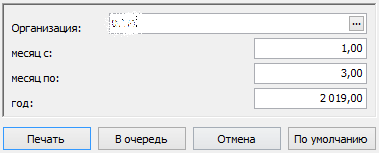 Организация: ...
месяц с: 1,00
месяц по: 3,00
год: 2 019,00
Печать В очередь Отмена По умолчанию